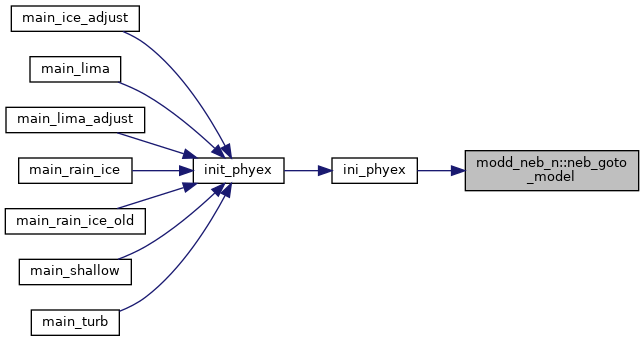 main_ice_adjust
main_lima
main_lima_adjust
main_rain_ice
main_rain_ice_old
main_shallow
main_turb
init_phyex
ini_phyex
modd_neb_n::neb_goto
_model